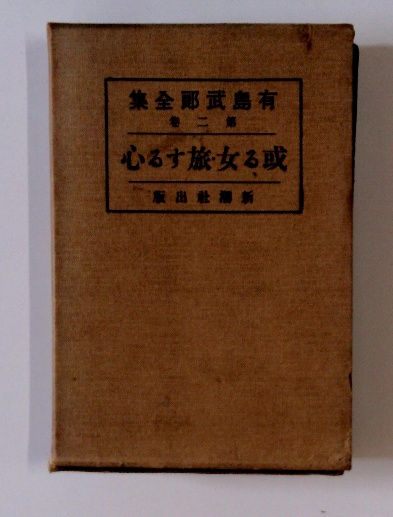 有島武郎全集
第二卷
或る女・旅する心
新潮社出版